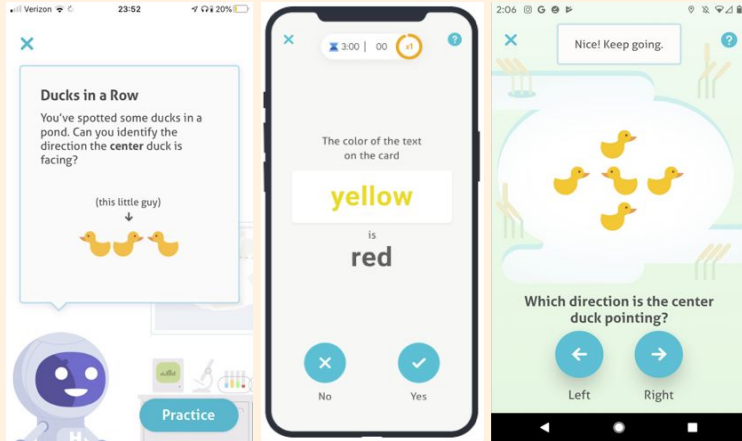 Verizon 23:52 20%
Ducks in a Row
You've spotted some ducks in a
pond. Can you identify the
direction the center duck is
facing?
(this little guy)
Practice
H
3:00 | 00 x1
?
The color of the text
on the card
yellow
is
red
No
Yes
2:06 G
Nice! Keep going.
?
Which direction is the center
duck pointing?
Left
Right